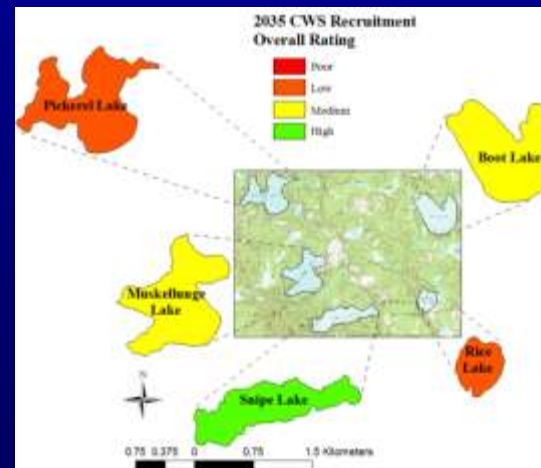 2035 CWS Recruitment
Overall Rating
Poor
Low
Medium
High
Pickerel Lake
Boot Lake
Muskellunge
Lake
Rice
Lake
Snipe Lake
N
0.75 0.375 0 0.75 1.5 Kilometers